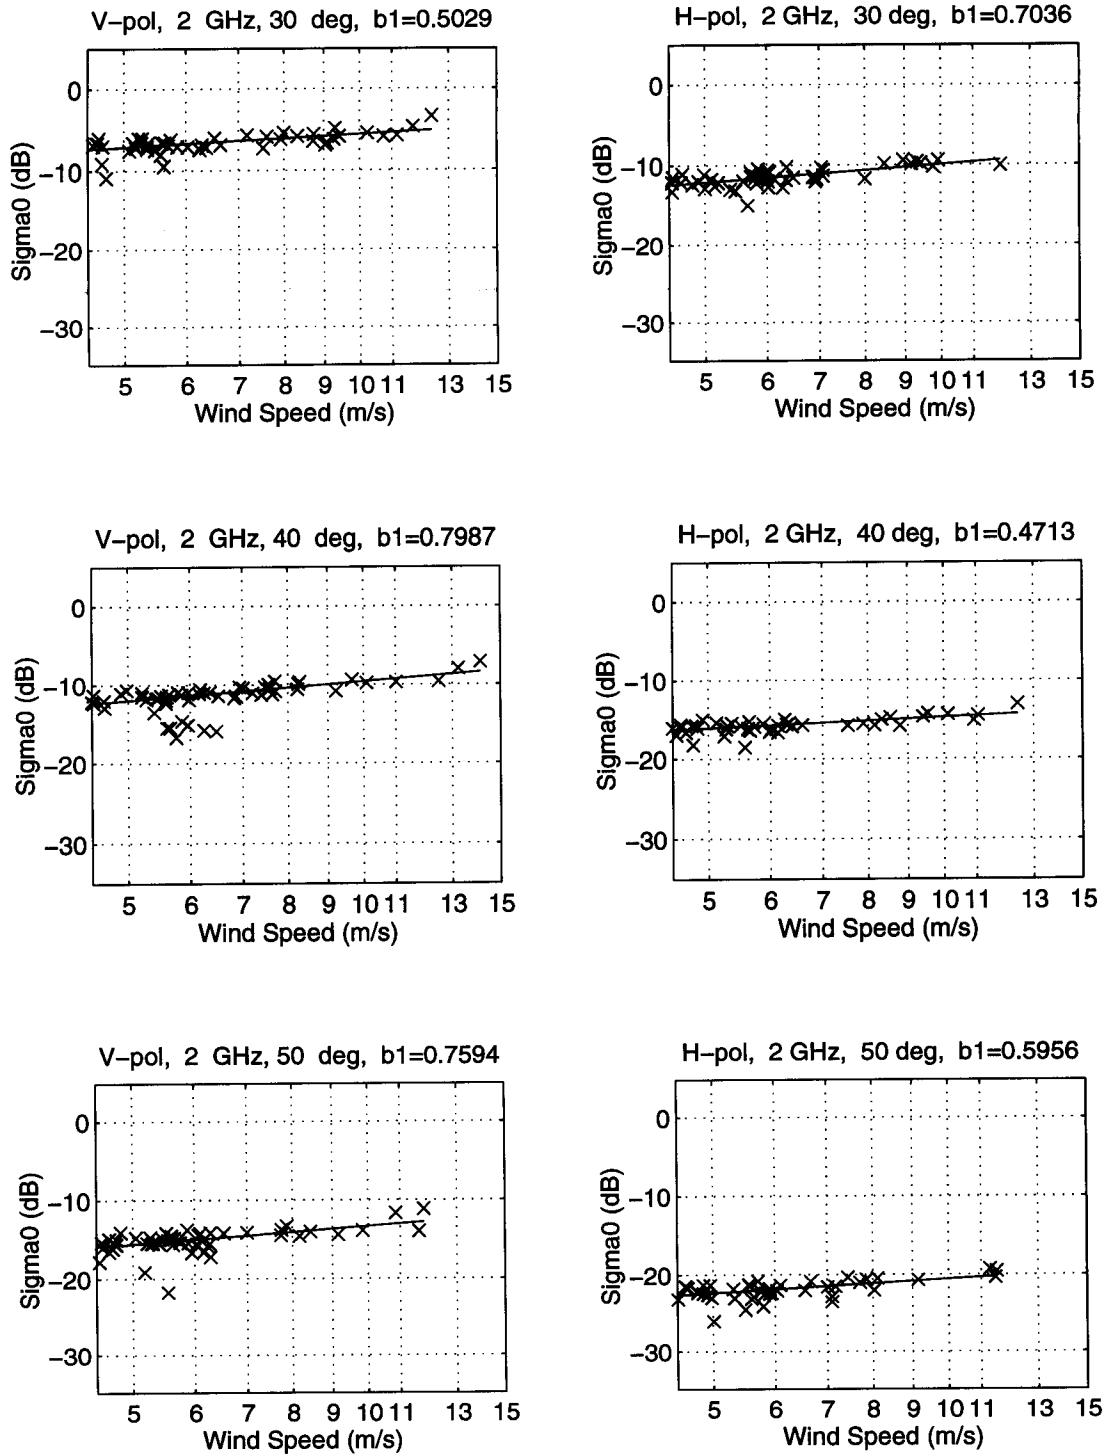 V-pol, 2 GHz, 30 deg, b1=0.5029
0
-10
-20
-30
Sigma0 (dB)
5 6 7 8 9 10 11 13 15
Wind Speed (m/s)
H-pol, 2 GHz, 30 deg, b1=0.7036
0
-10
-20
-30
Sigma0 (dB)
5 6 7 8 9 10 11 13 15
Wind Speed (m/s)
V-pol, 2 GHz, 40 deg, b1=0.7987
0
-10
-20
-30
Sigma0 (dB)
5 6 7 8 9 10 11 13 15
Wind Speed (m/s)
H-pol, 2 GHz, 40 deg, b1=0.4713
0
-10
-20
-30
Sigma0 (dB)
5 6 7 8 9 10 11 13 15
Wind Speed (m/s)
V-pol, 2 GHz, 50 deg, b1=0.7594
0
-10
-20
-30
Sigma0 (dB)
5 6 7 8 9 10 11 13 15
Wind Speed (m/s)
H-pol, 2 GHz, 50 deg, b1=0.5956
0
-10
-20
-30
Sigma0 (dB)
5 6 7 8 9 10 11 13 15
Wind Speed (m/s)